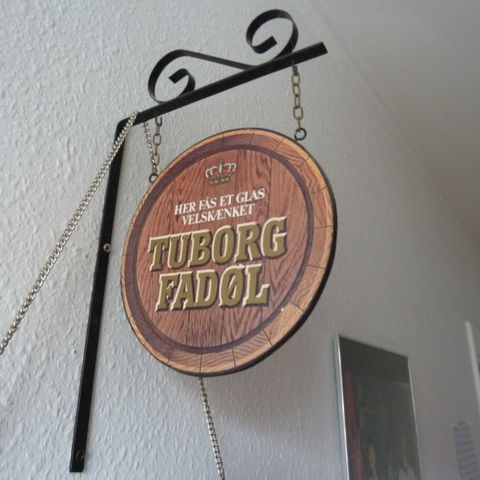 HER FÅS ET GLAS
VELSKÆNKET
TUBORG
FADØL